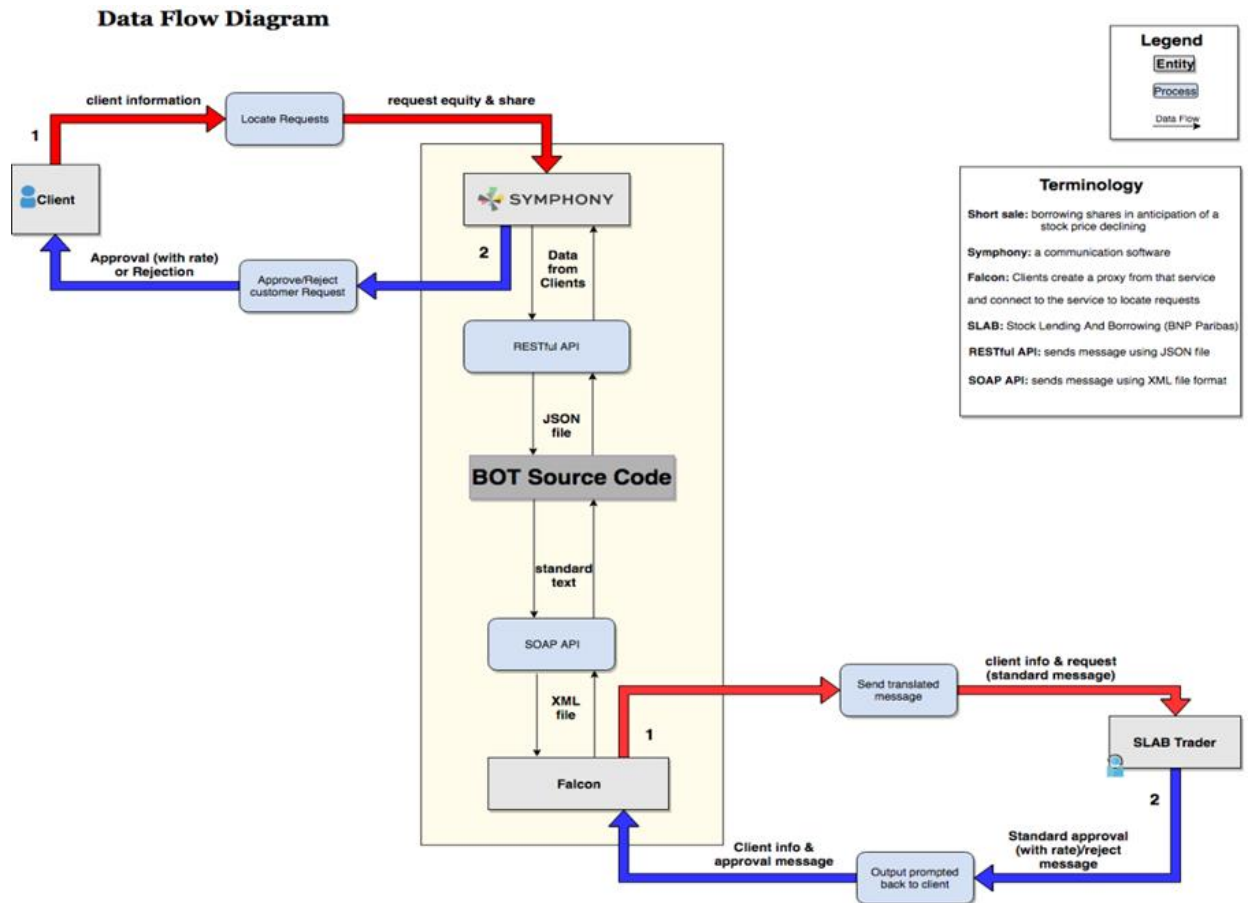 Data Flow Diagram
Legend
Entity
Process
Data Flow
client information
request equity & share
1
Locate Requests
Client
SYMPHONY
2
Approval (with rate)
or Rejection
Approve/Reject
customer Request
Data
from
Clients
RESTful API
JSON
file
BOT Source Code
standard
text
SOAP API
XML
file
1
Falcon
Send translated
message
client info & request
(standard message)
SLAB Trader
2
Standard approval
(with rate)/reject
message
Output prompted
back to client
Client info &
approval message
Terminology
Short sale: borrowing shares in anticipation of a
stock price declining
Symphony: a communication software
Falcon: Clients create a proxy from that service
and connect to the service to locate requests
SLAB: Stock Lending And Borrowing (BNP Paribas)
RESTful API: sends message using JSON file
SOAP API: sends message using XML file format